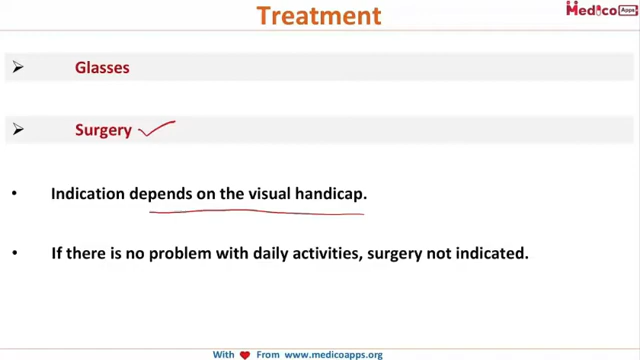 Treatment
Medico Apps
Glasses
Surgery
Indication depends on the visual handicap.
If there is no problem with daily activities, surgery not indicated.
With From www.medicoapps.org